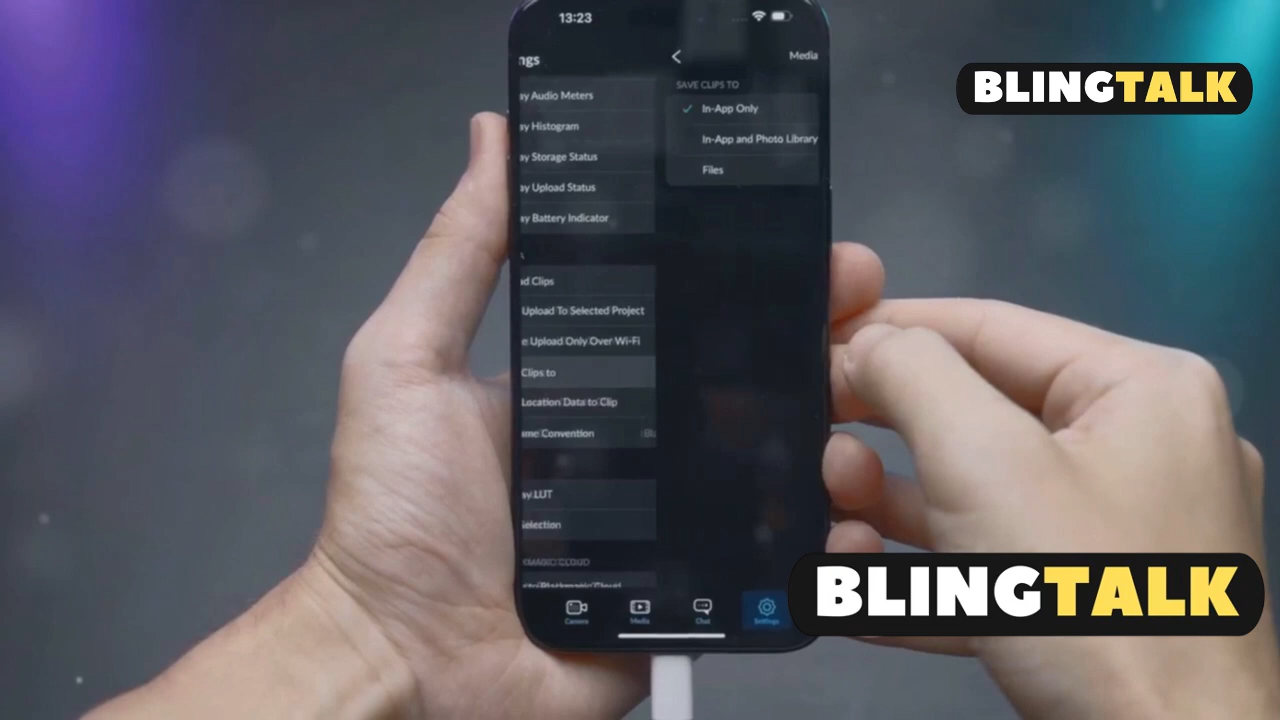 13:23
ngs
Media
ay Audio Meters
ay Histogram
ay Storage Status
ay Upload Status
ay Battery Indicator
ad Clips
Upload To Selected Project
e Upload Only Over Wi-Fi
Clips to
Location Data to Clip
ame Convention
ay LUT
Selection
SAVE CLIPS TO
In-App Only
In-App and Photo Library
Files
Camera
Media
Chat
Settings
BLINGTALK
BLINGTALK